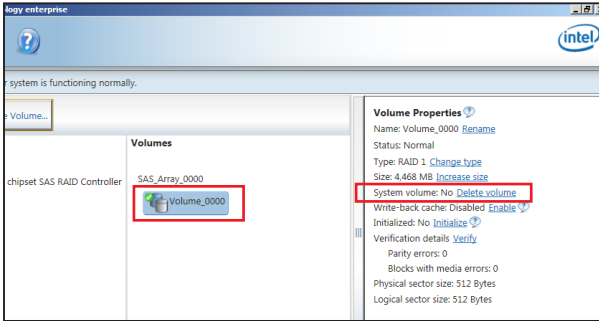 ology enterprise
intel
r system is functioning normally.
e Volume...
Volumes
chipset SAS RAID Controller
SAS_Array_0000
Volume_0000
Volume Properties
Name: Volume_0000 Rename
Status: Normal
Type: RAID 1 Change type
Size: 4,468 MB Increase size
System volume: No Delete volume
Write-back cache: Disabled Enable
Initialized: No Initialize
Verification details Verify
Parity errors: 0
Blocks with media errors: 0
Physical sector size: 512 Bytes
Logical sector size: 512 Bytes